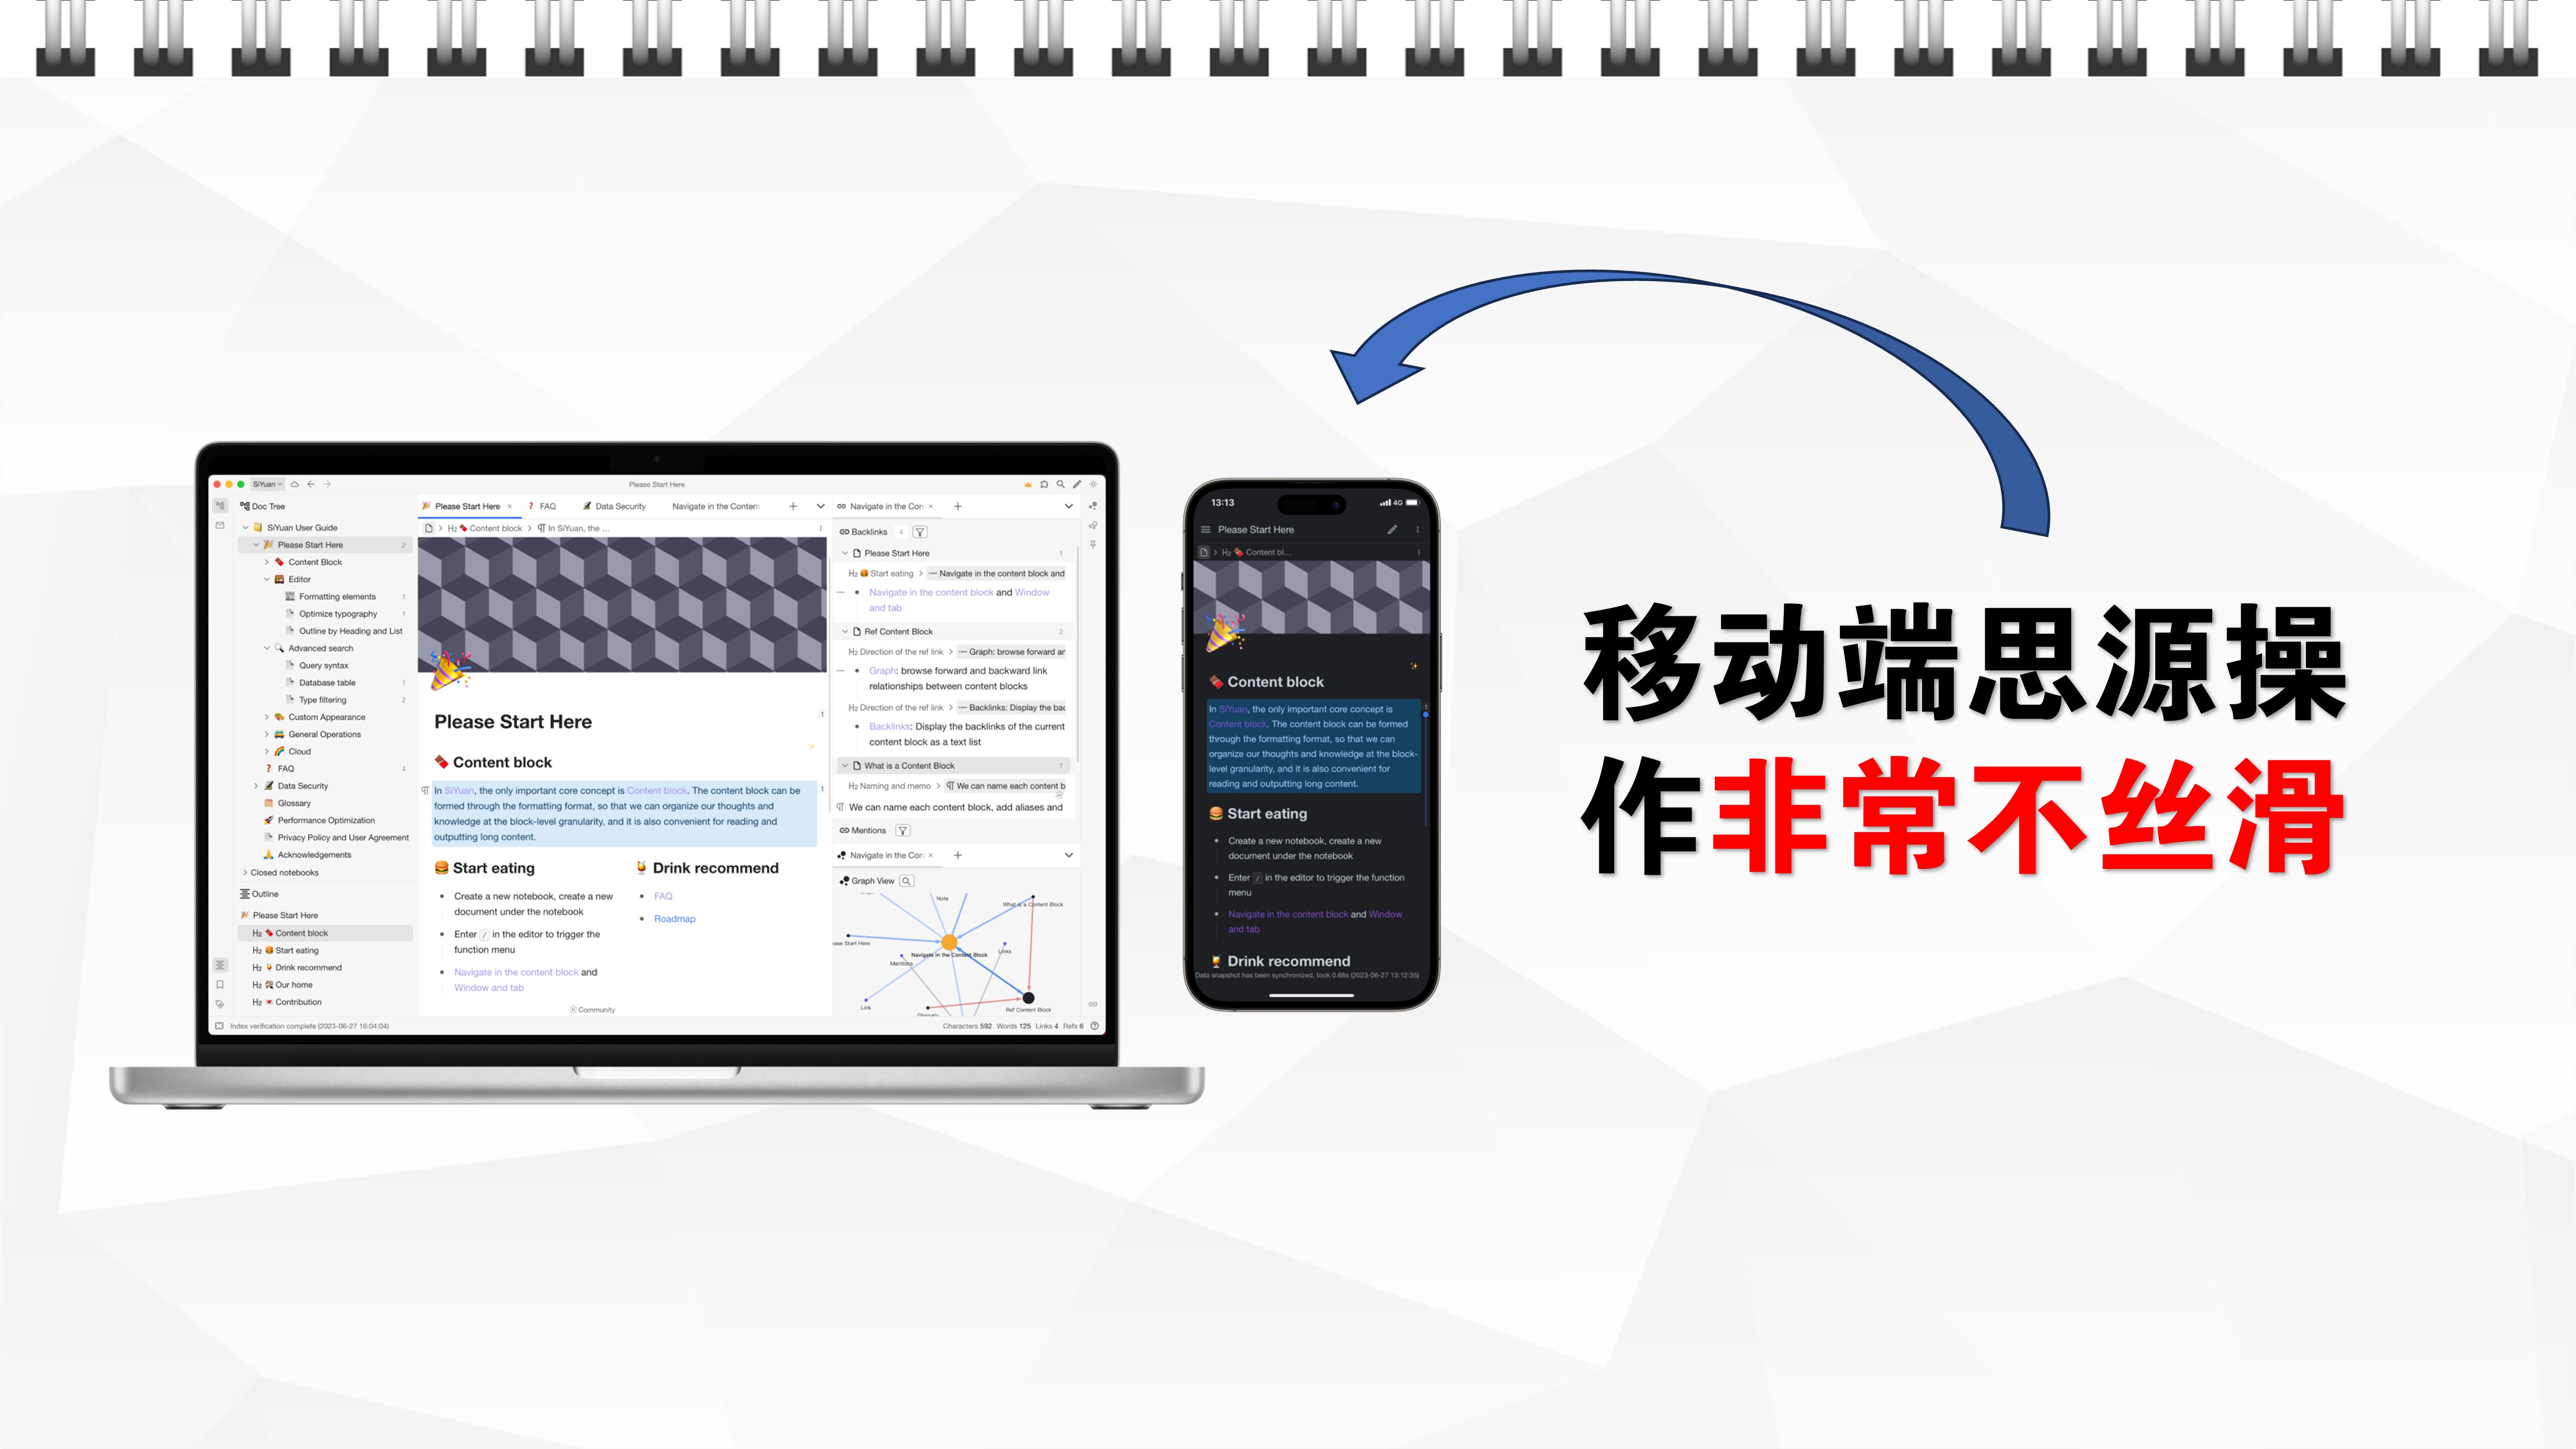 SiYuan
Please Start Here
Doc Tree
SiYuan User Guide
Please Start Here 2
Content Block
Editor
Formatting elements 1
Optimize typography 1
Outline by Heading and List
Advanced search
Query syntax
Database table 1
Type filtering 2
Custom Appearance
General Operations
Cloud
FAQ 4
Data Security
Glossary
Performance Optimization
Privacy Policy and User Agreement
Acknowledgements
Closed notebooks
Outline
Please Start Here
H2 Content block
H2 Start eating
H2 Drink recommend
H2 Our home
H2 Contribution
Index verification complete (2023-06-27 16:04:04)
Please Start Here × FAQ Data Security Navigate in the Content
H2 Content block > In SiYuan, the ...
Please Start Here 1
Content block
In SiYuan, the only important core concept is Content block. The content block can be 1
formed through the formatting format, so that we can organize our thoughts and
knowledge at the block-level granularity, and it is also convenient for reading and
outputting long content.
Start eating
Create a new notebook, create a new
document under the notebook
Enter / in the editor to trigger the
function menu
Navigate in the content block and
Window and tab
Drink recommend
FAQ
Roadmap
Community
Navigate in the Con ×
Backlinks 4
Please Start Here 1
H2 Start eating > Navigate in the content block and
Navigate in the content block and Window
and tab
Ref Content Block 2
H2 Direction of the ref link > Graph: browse forward ar
Graph: browse forward and backward link
relationships between content blocks
H2 Direction of the ref link > Backlinks: Display the bac
Backlinks: Display the backlinks of the current
content block as a text list
What is a Content Block 1
H2 Naming and memo > We can name each content b
We can name each content block, add aliases and
Mentions
Navigate in the Con ×
Graph View
Note
What is a Content Block
ease Start Here
Navigate in the Content Block
Links
Mentions
Link
Glossary
Ref Content Block
Characters 592 Words 125 Links 4 Refs 6
13:13 4G
Please Start Here
H2 Content bl...
Content block
In SiYuan, the only important core concept is 1
Content block. The content block can be formed
through the formatting format, so that we can
organize our thoughts and knowledge at the block-
level granularity, and it is also convenient for
reading and outputting long content.
Start eating
Create a new notebook, create a new
document under the notebook
Enter / in the editor to trigger the function
menu
Navigate in the content block and Window
and tab
Drink recommend
Data snapshot has been synchronized, took 0.68s (2023-06-27 13:12:35)
移动端思源操
作非常不丝滑